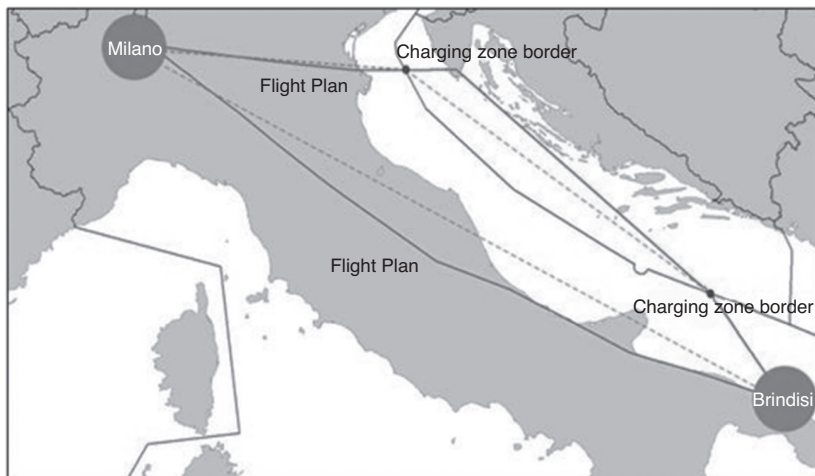 Milano
Charging zone border
Flight Plan
Flight Plan
Charging zone border
Brindisi